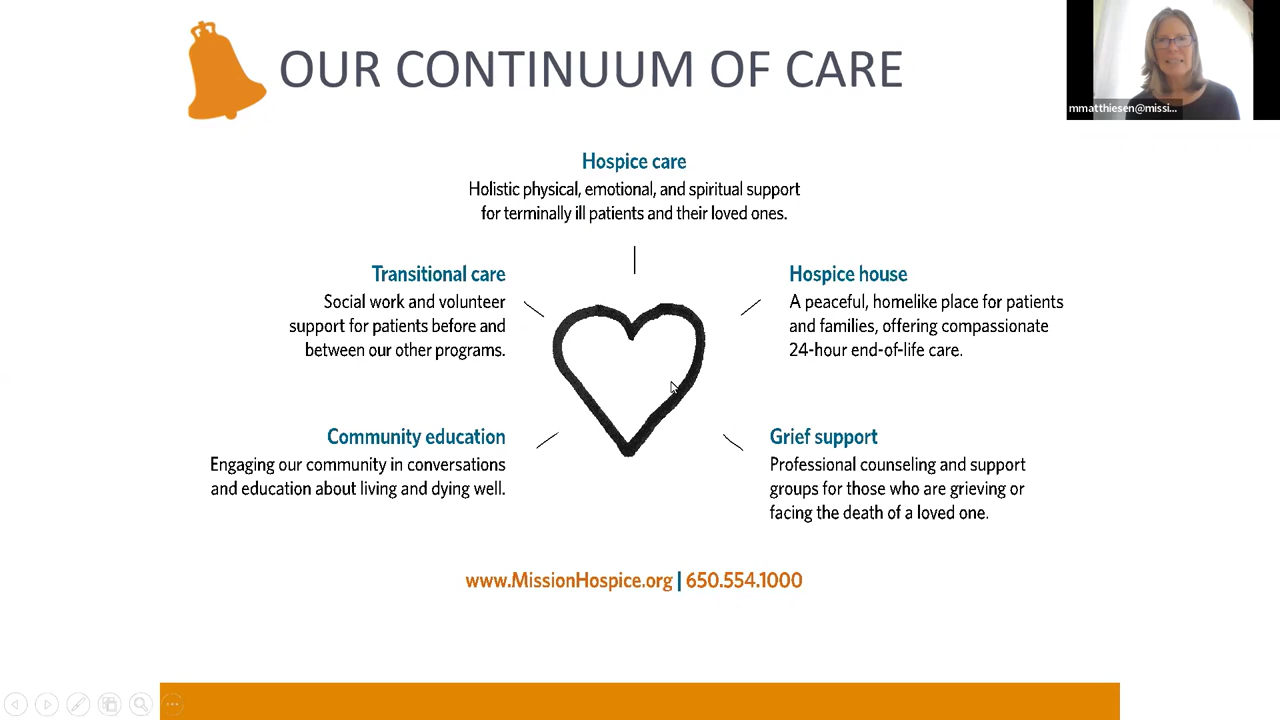 OUR CONTINUUM OF CARE
mmatthiesen@missi...
Hospice care
Holistic physical, emotional, and spiritual support
for terminally ill patients and their loved ones.
Transitional care
Social work and volunteer
support for patients before and
between our other programs.
Hospice house
A peaceful, homelike place for patients
and families, offering compassionate
24-hour end-of-life care.
Community education
Engaging our community in conversations
and education about living and dying well.
Grief support
Professional counseling and support
groups for those who are grieving or
facing the death of a loved one.
www.MissionHospice.org | 650.554.1000